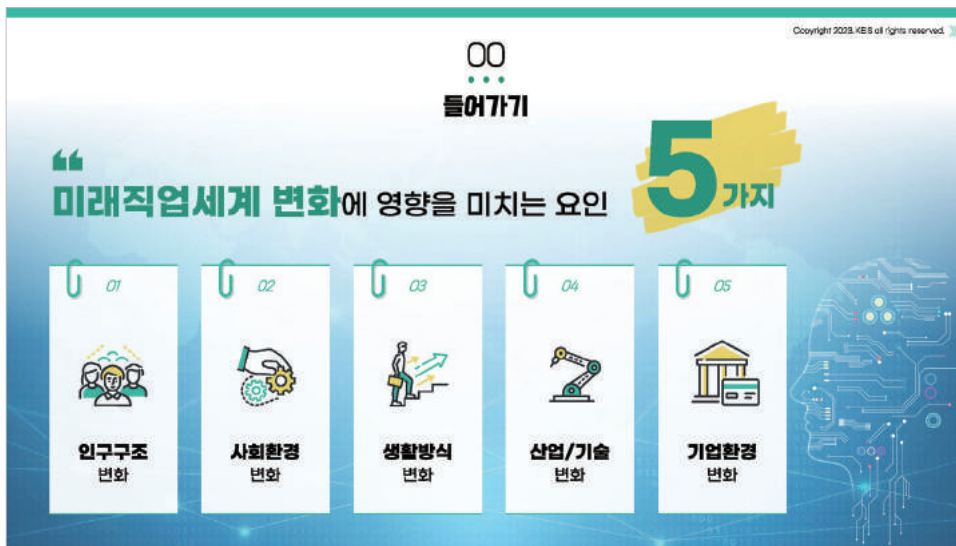 Copyright 2023. KBS all rights reserved.
00
들어가기
“
미래직업세계 변화에 영향을 미치는 요인 5가지
01
02
03
04
05
인구구조
변화
사회환경
변화
생활방식
변화
산업/기술
변화
기업환경
변화